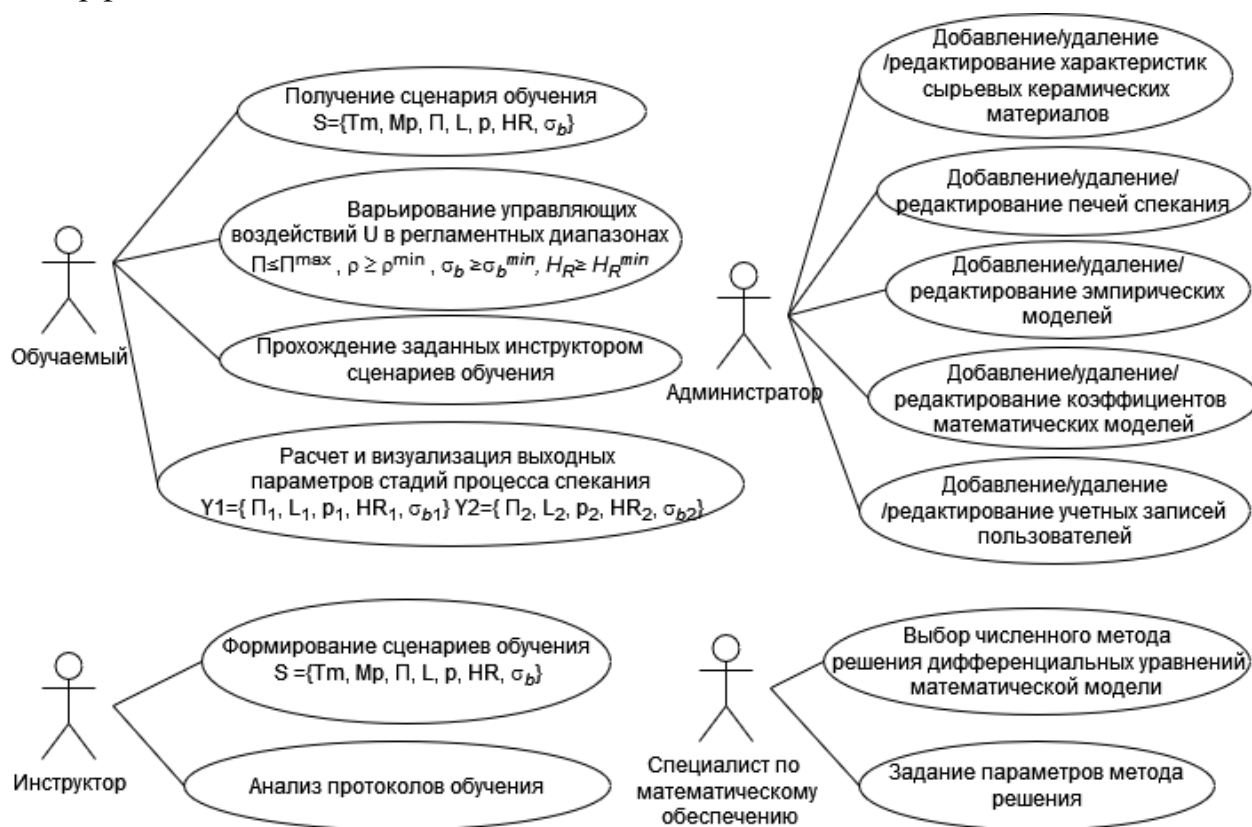 Получение сценария обучения
S={Tm, Mp, П, L, p, HR, σb}
Варьирование управляющих
воздействий U в регламентных диапазонах
П≤Пmax , ρ ≥ ρmin , σb ≥σbmin, HR≥ HRmin
Обучаемый
Прохождение заданных инструктором
сценариев обучения
Расчет и визуализация выходных
параметров стадий процесса спекания
Y1={ П1, L1, p1, HR1, σb1} Y2={ П2, L2, p2, HR2, σb2}
Добавление/удаление
/редактирование характеристик
сырьевых керамических
материалов
Добавление/удаление/
редактирование печей спекания
Добавление/удаление/
редактирование эмпирических
моделей
Администратор
Добавление/удаление/
редактирование коэффициентов
математических моделей
Добавление/удаление
/редактирование учетных записей
пользователей
Формирование сценариев обучения
S ={Tm, Mp, П, L, p, HR, σb}
Инструктор
Анализ протоколов обучения
Выбор численного метода
решения дифференциальных уравнений
математической модели
Специалист по
математическому
обеспечению
Задание параметров метода
решения